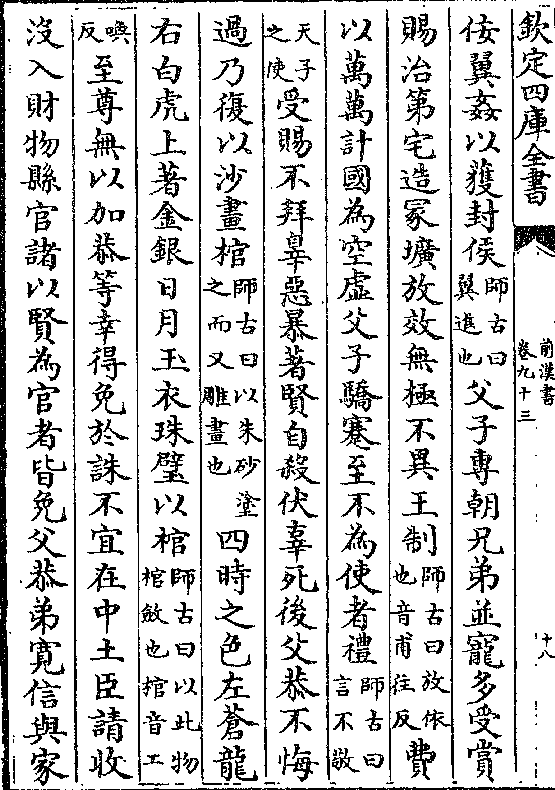 欽定四庫全書
前漢書
卷九十三
十八
佞翼姦以獲封侯師古曰翼進也父子專朝兄弟並寵多受賞
賜治第宅造冢壙放效無極不異王制師古曰放依也音甫往反費
以萬萬計國為空虛父子驕蹇至不為使者禮師古曰言不敬
天子之使受賜不拜辠惡暴著賢自殺伏辜死後父恭不悔
過乃復以沙畫棺師古曰以朱砂塗之而又雕畫也四時之色左蒼龍
右白虎上著金銀日月玉衣珠璧以棺師古曰以此物棺斂也棺音工
喚反至尊無以加恭等幸得免於誅不宜在中土臣請收
沒入財物縣官諸以賢為官者皆免父恭弟寬信與家